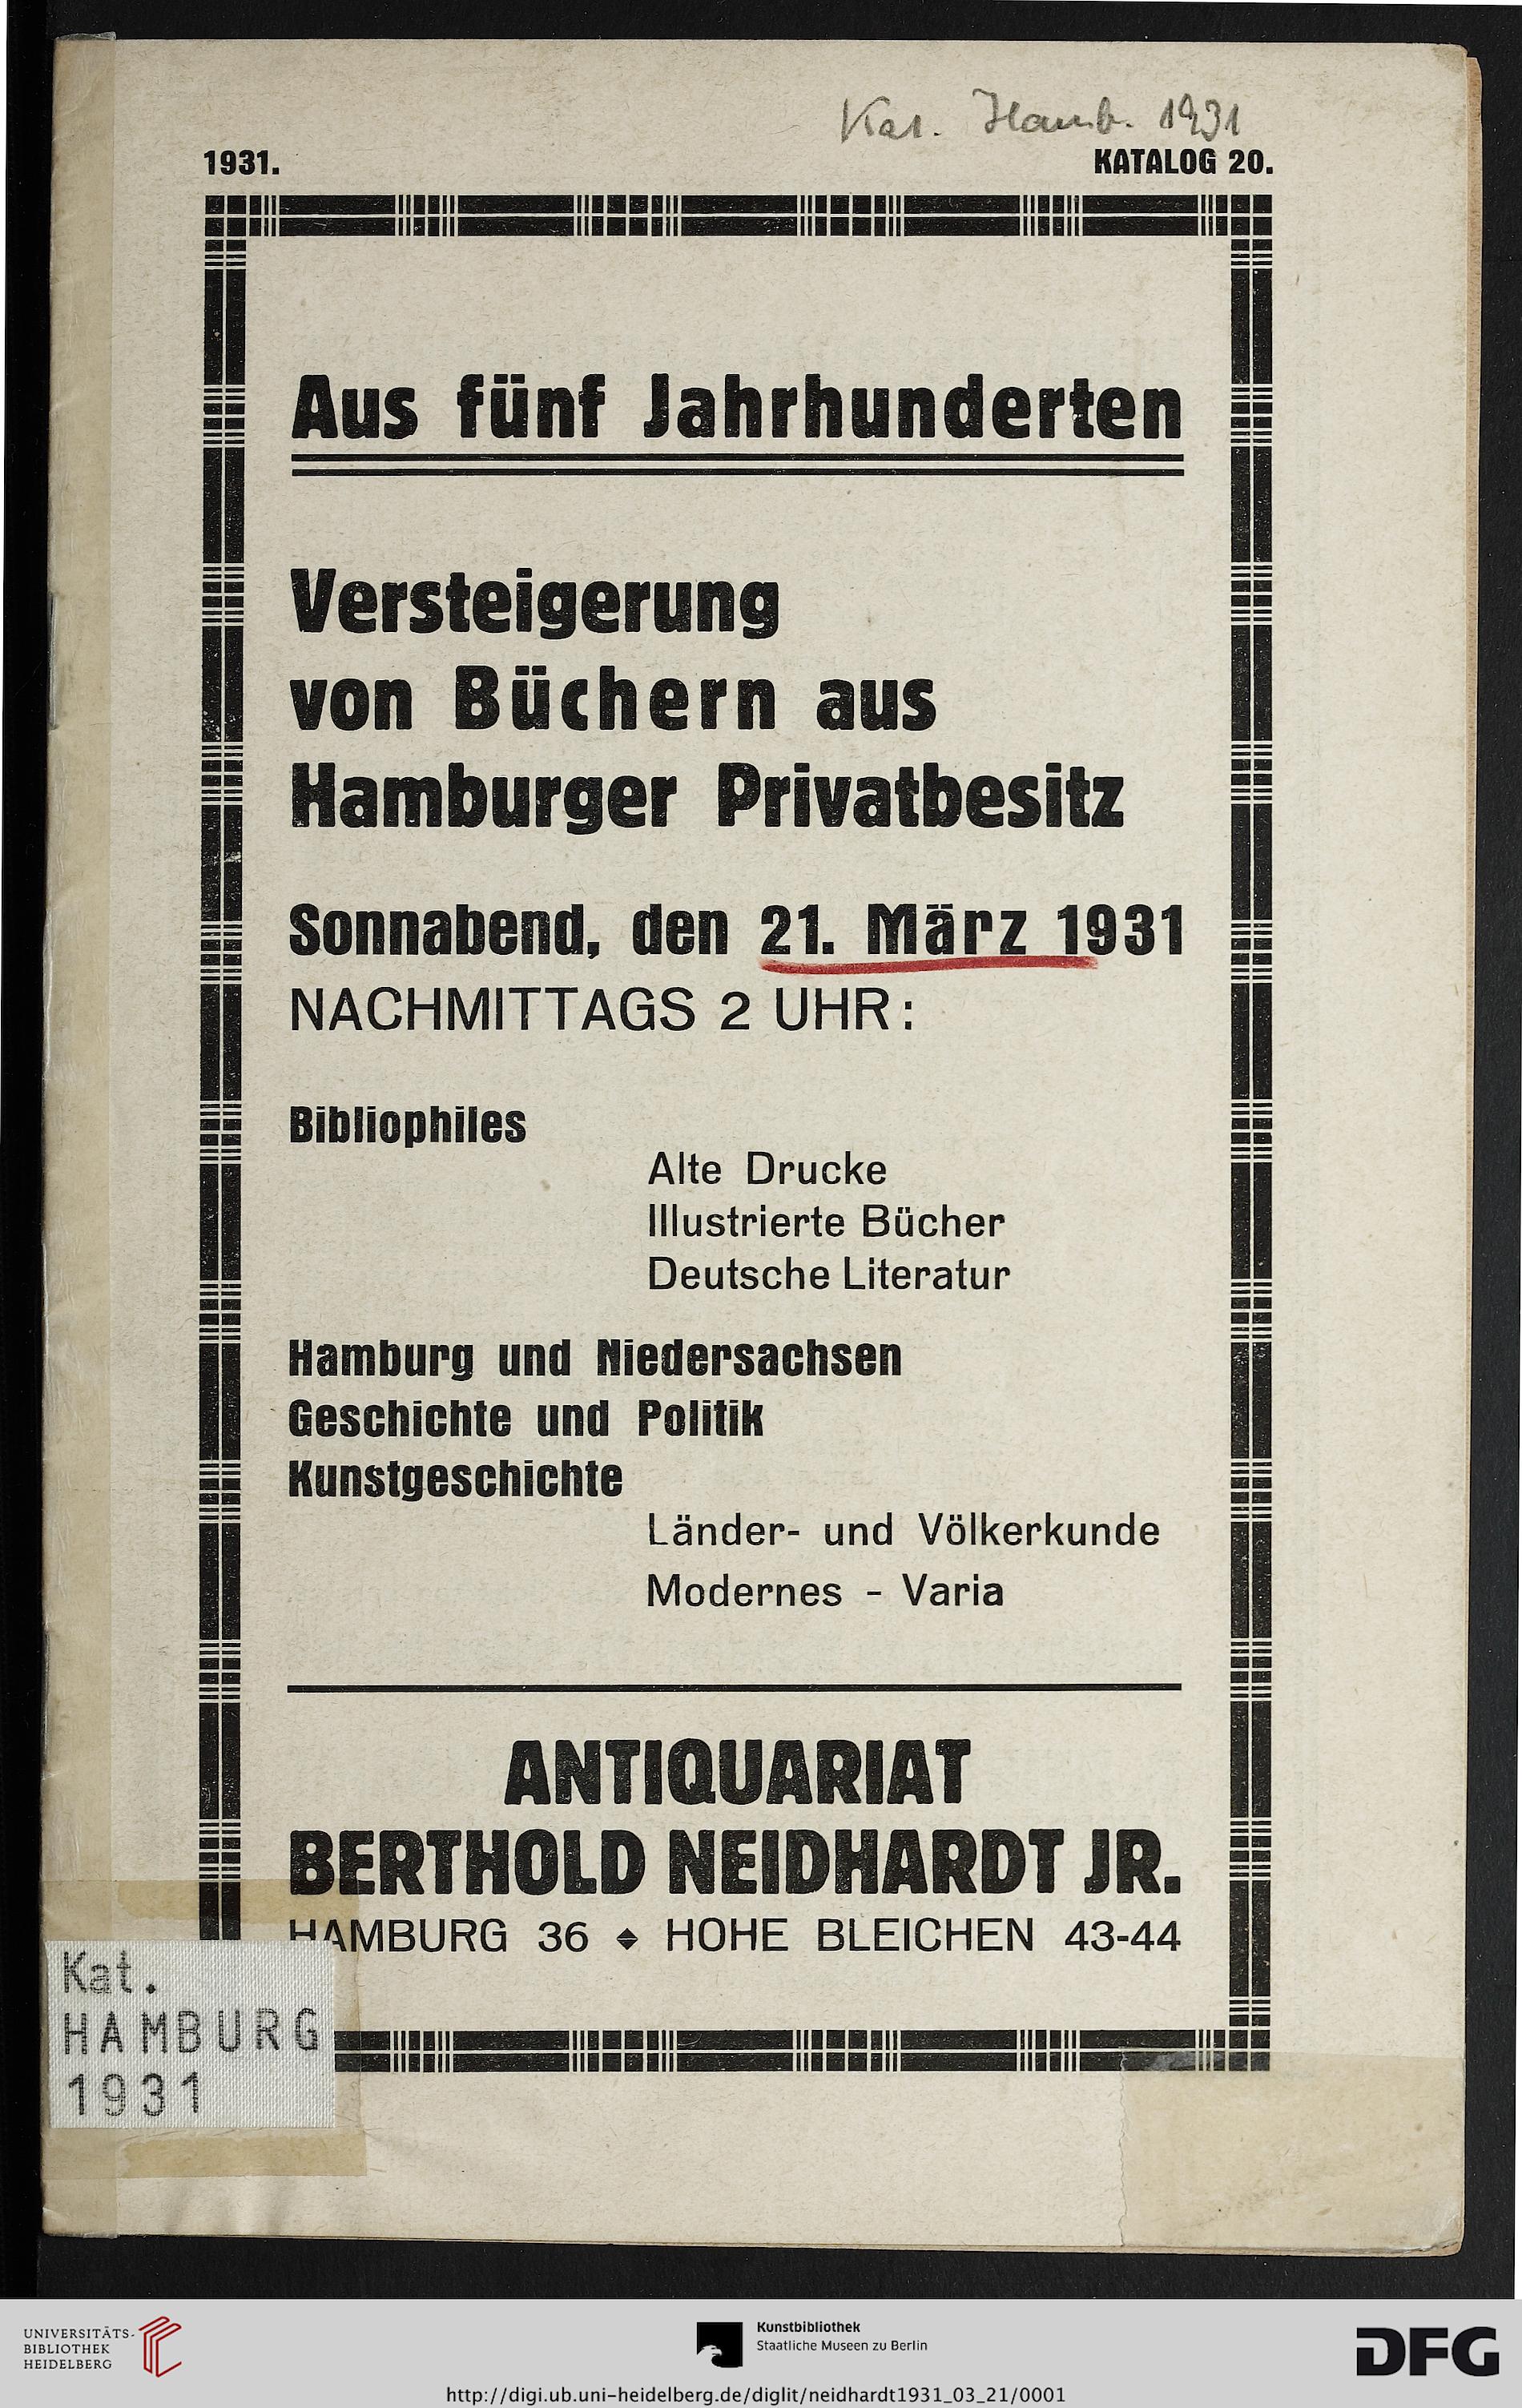 Kat. Hamb. 1931
1931.
KATALOG 20.
Aus fünf Jahrhunderten
Versteigerung
von Büchern aus
Hamburger Privatbesitz
Sonnabend, den 21. März 1931
NACHMITTAGS 2 UHR:
Bibliophiles
Alte Drucke
Illustrierte Bücher
Deutsche Literatur
Hamburg und Niedersachsen
Geschichte und Politik
Kunstgeschichte
Länder- und Völkerkunde
Modernes - Varia
ANTIQUARIAT
BERTHOLD NEIDHARDT JR.
HAMBURG 36 ◆ HOHE BLEICHEN 43-44
Kat.
HAMBURG
1931
UNIVERSITÄTS-
BIBLIOTHEK
HEIDELBERG
Kunstbibliothek
Staatliche Museen zu Berlin
DFG
http://digi.ub.uni-heidelberg.de/diglit/neidhardt1931_03_21/0001